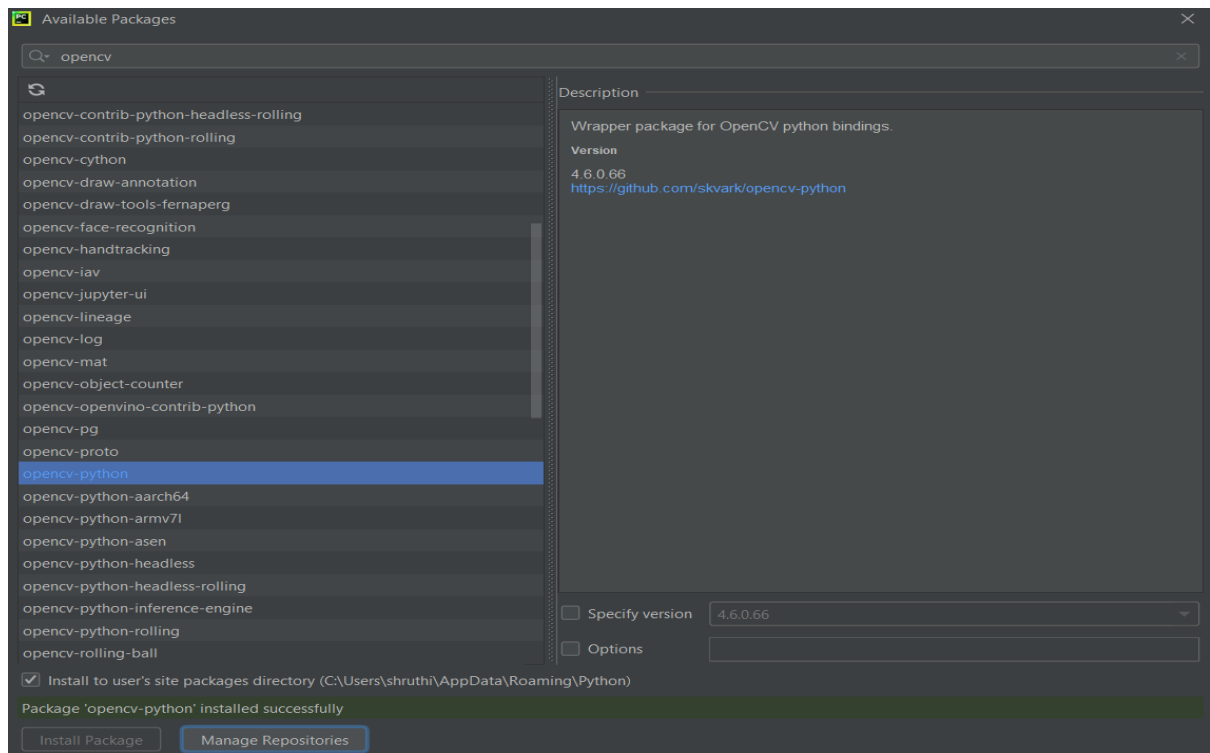 PC
Available Packages
opencv
opencv-contrib-python-headless-rolling
opencv-contrib-python-rolling
opencv-cython
opencv-draw-annotation
opencv-draw-tools-fernaperg
opencv-face-recognition
opencv-handtracking
opencv-iav
opencv-jupyter-ui
opencv-lineage
opencv-log
opencv-mat
opencv-object-counter
opencv-openvino-contrib-python
opencv-pg
opencv-proto
opencv-python
opencv-python-aarch64
opencv-python-armv7l
opencv-python-asen
opencv-python-headless
opencv-python-headless-rolling
opencv-python-inference-engine
opencv-python-rolling
opencv-rolling-ball
Description
Wrapper package for OpenCV python bindings.
Version
4.6.0.66
https://github.com/skvark/opencv-python
Specify version 4.6.0.66
Options
Install to user's site packages directory (C:\Users\shruthi\AppData\Roaming\Python)
Package 'opencv-python' installed successfully
Install Package Manage Repositories